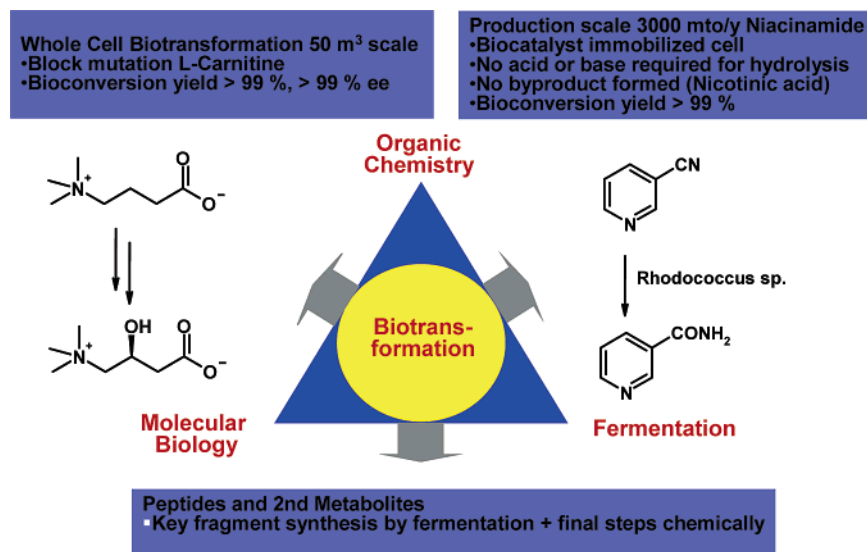 Whole Cell Biotransformation 50 m³ scale
•Block mutation L-Carnitine
•Bioconversion yield > 99 %, > 99 % ee
Production scale 3000 mto/y Niacinamide
•Biocatalyst immobilized cell
•No acid or base required for hydrolysis
•No byproduct formed (Nicotinic acid)
•Bioconversion yield > 99 %
Organic
Chemistry
N+
O
O−
OH
N+
O
O−
CN
N
Rhodococcus sp.
CONH₂
N
Biotrans-
formation
Molecular
Biology
Fermentation
Peptides and 2nd Metabolites
▪Key fragment synthesis by fermentation + final steps chemically